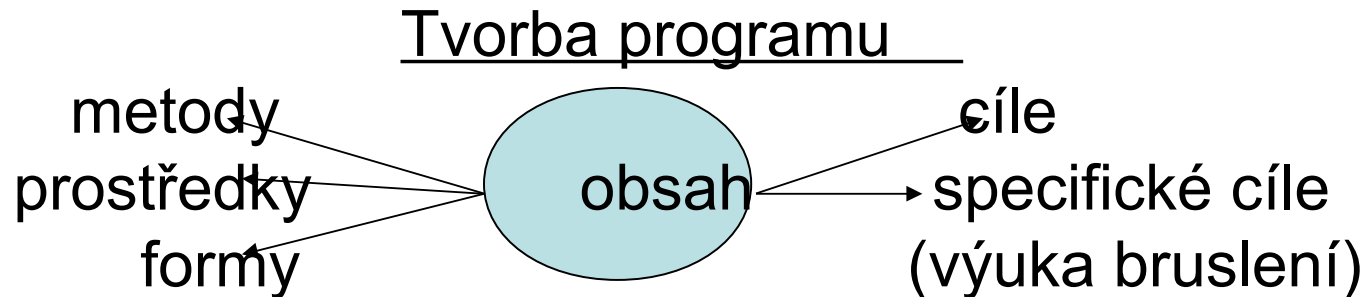 Tvorba programu
metody
prostředky
formy
obsah
cíle
specifické cíle
(výuka bruslení)